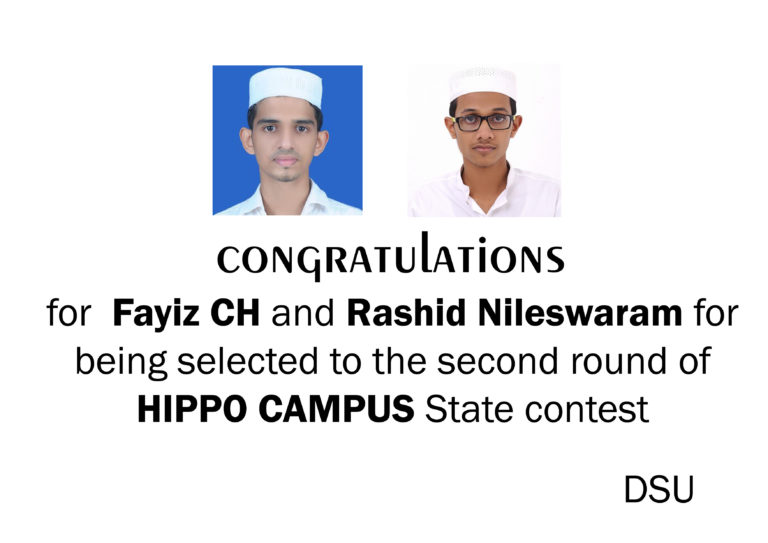 CONGRATULATIONS
for Fayiz CH and Rashid Nileswaram for
being selected to the second round of
HIPPO CAMPUS State contest
DSU